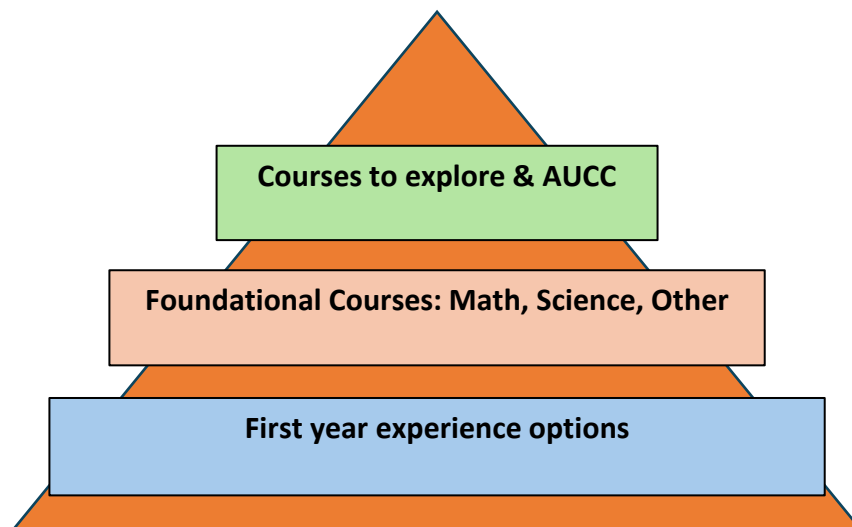 Courses to explore & AUCC
Foundational Courses: Math, Science, Other
First year experience options